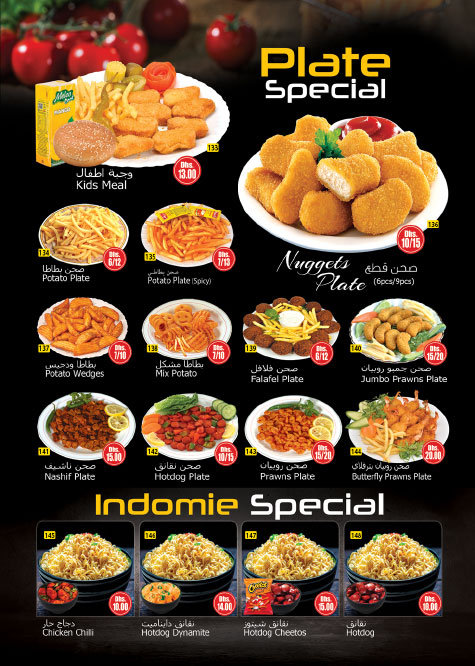 Plate
Special
133
Dhs.
13.00
وجبة اطفال
Kids Meal
136
Dhs.
10/15
Nuggets
Plate
صحن قطع
(6pcs/9pcs)
134
Dhs.
6/12
صحن بطاطا
Potato Plate
135
Dhs.
7/13
صحن بطاطس
Potato Plate (Spicy)
137
Dhs.
7/10
بطاطا ودجيس
Potato Wedges
138
Dhs.
7/10
بطاطا مشكل
Mix Potato
139
Dhs.
6/12
صحن فلافل
Falafel Plate
140
Dhs.
15/20
صحن جمبو روبيان
Jumbo Prawns Plate
141
Dhs.
15.00
صحن ناشيف
Nashif Plate
142
Dhs.
10/15
صحن نقانق
Hotdog Plate
143
Dhs.
15/20
صحن روبيان
Prawns Plate
144
Dhs.
20.00
صحن روبيان بترفلاي
Butterfly Prawns Plate
Indomie Special
145
Dhs.
10.00
دجاج حار
Chicken Chilli
146
Dhs.
14.00
نقانق دايناميت
Hotdog Dynamite
147
Cheetos
Dhs.
15.00
نقانق شيتوز
Hotdog Cheetos
148
Dhs.
10.00
نقانق
Hotdog